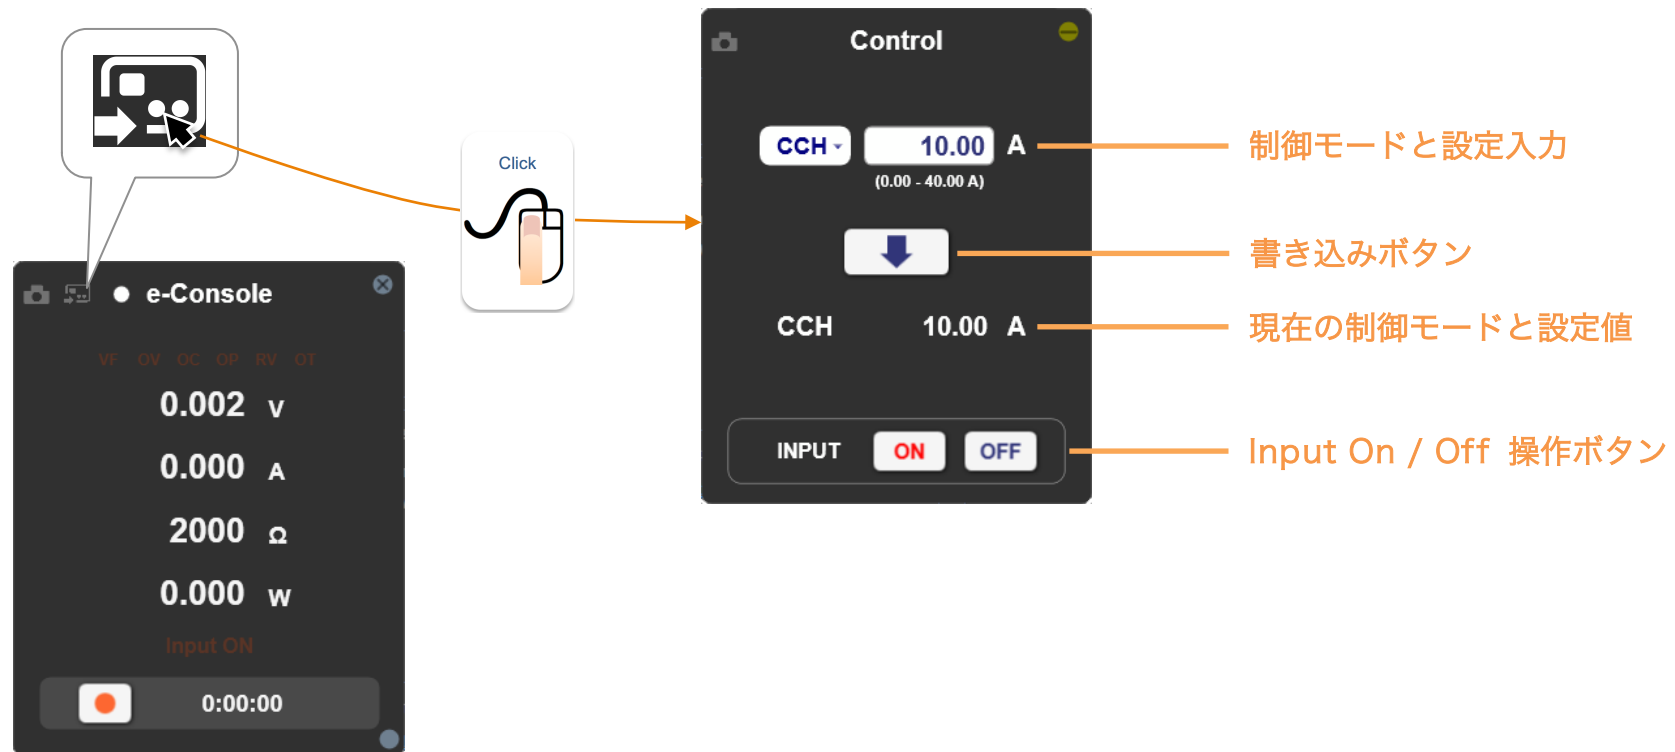 Click
Control
CCH 10.00 A
(0.00 - 40.00 A)
制御モードと設定入力
書き込みボタン
CCH 10.00 A
現在の制御モードと設定値
INPUT ON OFF
Input On / Off 操作ボタン
e-Console
VF OV OC OP RV OT
0.002 V
0.000 A
2000 Ω
0.000 W
Input ON
0:00:00